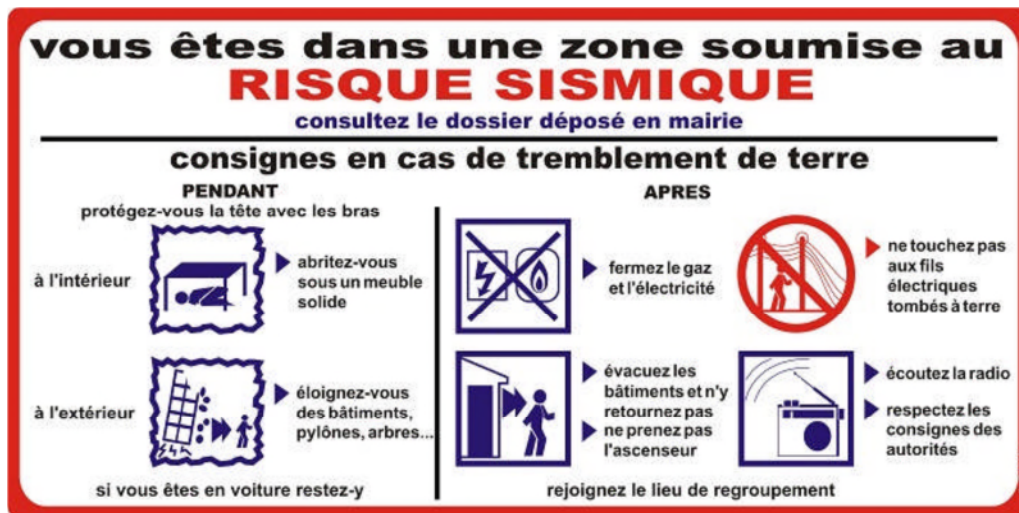 vous êtes dans une zone soumise au
RISQUE SISMIQUE
consultez le dossier déposé en mairie
consignes en cas de tremblement de terre
PENDANT
protégez-vous la tête avec les bras
à l'intérieur
abritez-vous
sous un meuble
solide
à l'extérieur
éloignez-vous
des bâtiments,
pylônes, arbres...
si vous êtes en voiture restez-y
APRES
fermez le gaz
et l'électricité
ne touchez pas
aux fils
électriques
tombés à terre
évacuez les
bâtiments et n'y
retournez pas
ne prenez pas
l'ascenseur
écoutez la radio
respectez les
consignes des
autorités
rejoignez le lieu de regroupement